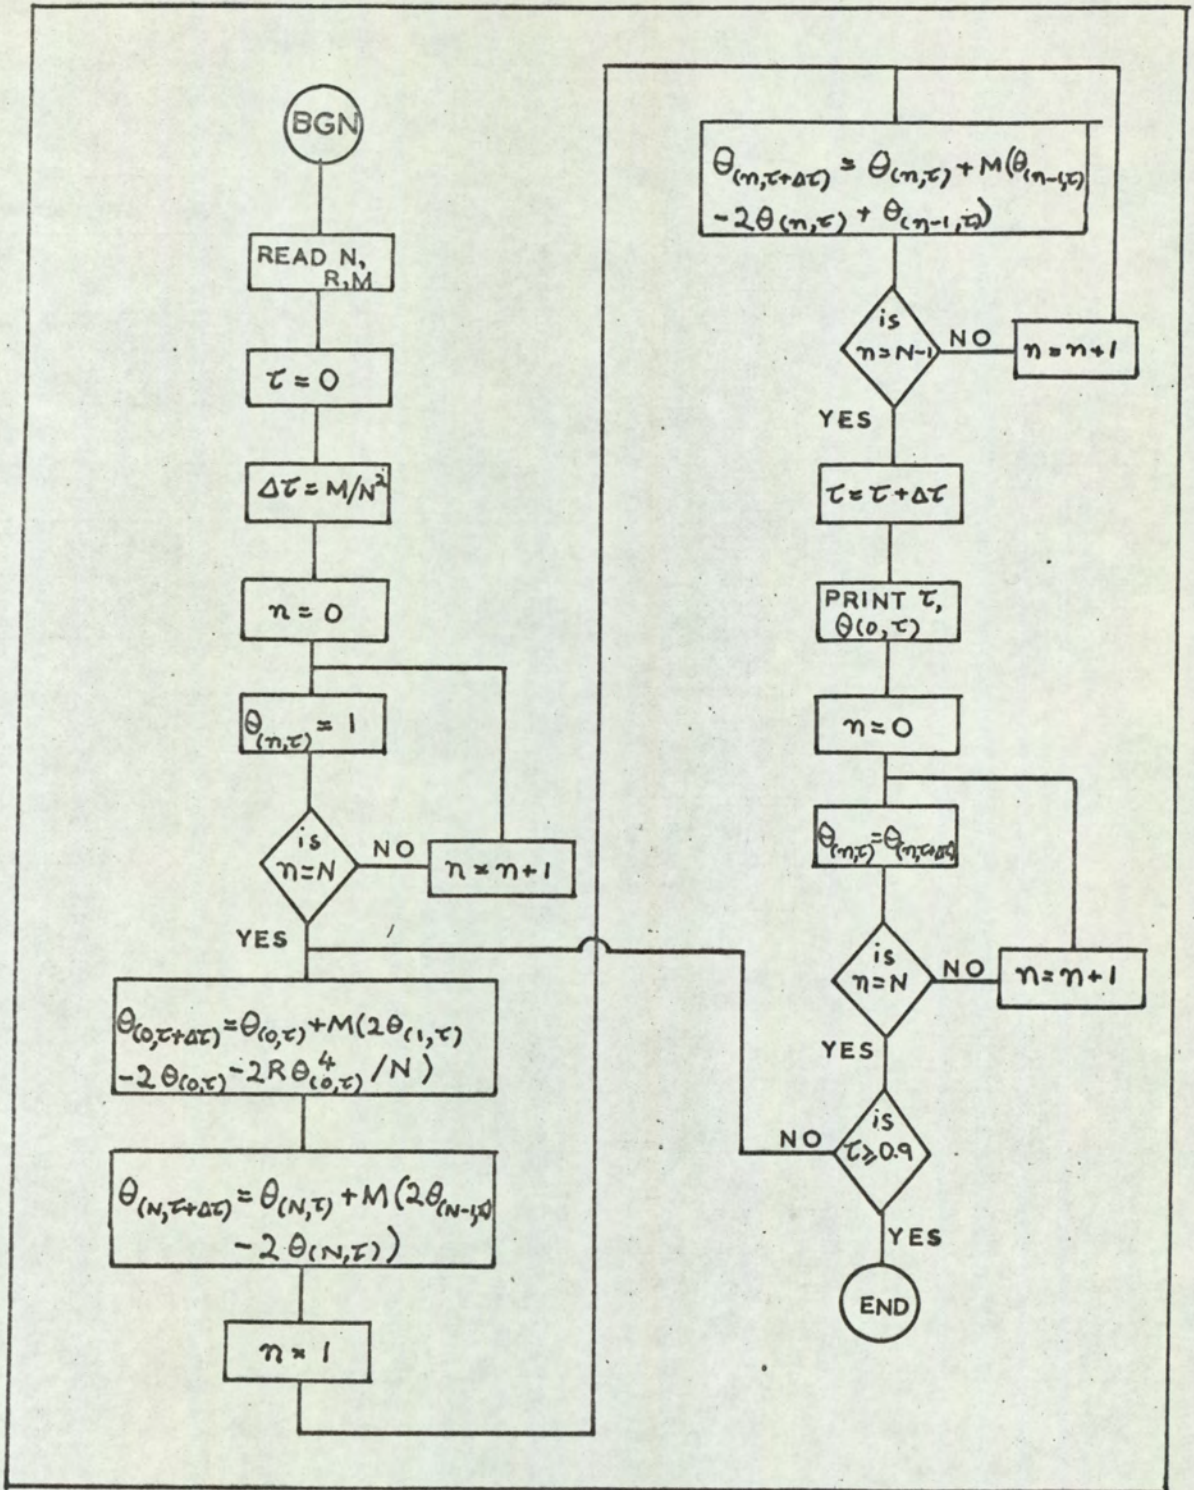 BGN
READ N,
R,M
τ = 0
Δτ = M/N²
n = 0
θ(n,τ) = 1
is
n=N
NO
n = n+1
YES
θ(0,τ+Δτ) = θ(0,τ) + M(2θ(1,τ)
-2θ(0,τ) - 2Rθ⁴(0,τ) /N)
θ(N,τ+Δτ) = θ(N,τ) + M(2θ(N-1,τ)
-2θ(N,τ))
n = 1
θ(n,τ+Δτ) = θ(n,τ) + M(θ(n-1,τ)
-2θ(n,τ) + θ(n-1,τ))
is
n=N-1
NO
n = n+1
YES
τ = τ+Δτ
PRINT τ,
θ(0,τ)
n=0
θ(n,τ)=θ(n,τ+Δτ)
is
n=N
NO
n=n+1
YES
is
τ⩾0.9
NO
YES
END